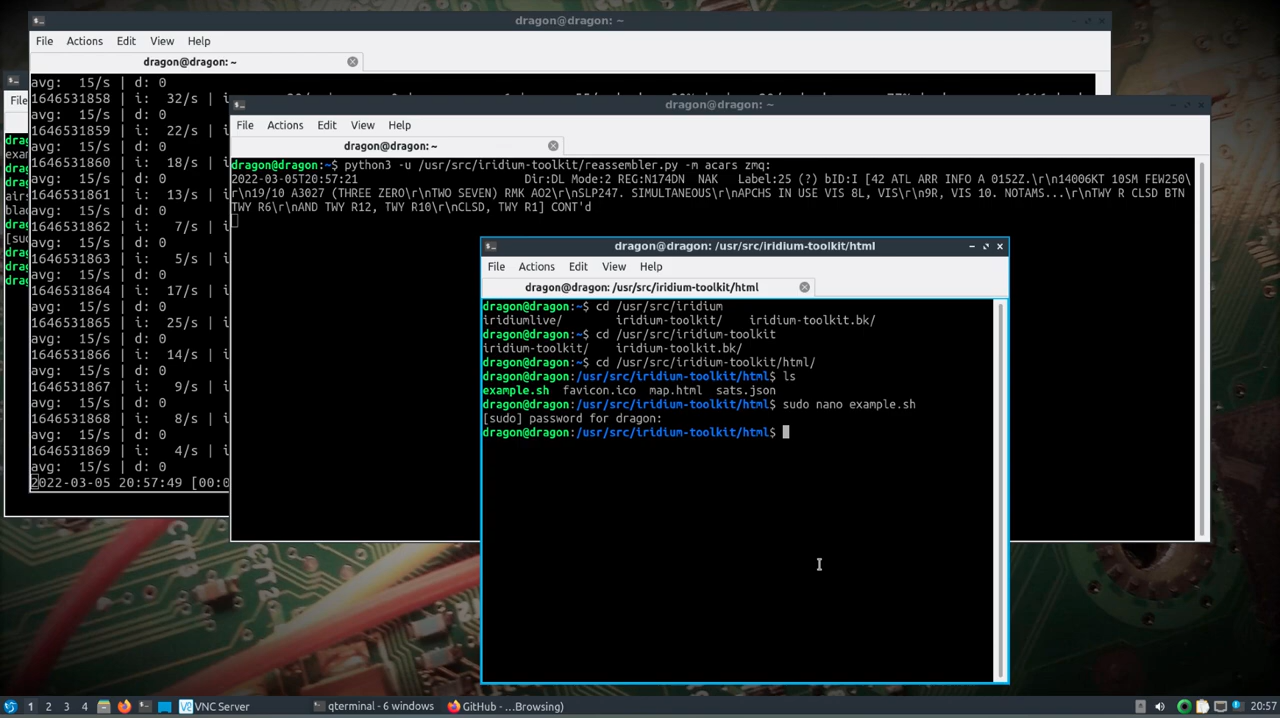 dragon@dragon: ~
File Actions Edit View Help
dragon@dragon: ~
avg: 15/s | d: 0
1646531858 | i: 32/s | i
avg: 15/s | d: 0
1646531859 | i: 22/s | i
avg: 15/s | d: 0
1646531860 | i: 18/s | i
avg: 15/s | d: 0
1646531861 | i: 13/s | i
avg: 15/s | d: 0
1646531862 | i: 7/s | i
avg: 15/s | d: 0
1646531863 | i: 5/s | i
avg: 15/s | d: 0
1646531864 | i: 17/s | i
avg: 15/s | d: 0
1646531865 | i: 25/s | i
avg: 15/s | d: 0
1646531866 | i: 14/s | i
avg: 15/s | d: 0
1646531867 | i: 9/s | i
avg: 15/s | d: 0
1646531868 | i: 8/s | i
avg: 15/s | d: 0
1646531869 | i: 4/s | i
avg: 15/s | d: 0
2022-03-05 20:57:49 [00:0
dragon@dragon: ~
File Actions Edit View Help
dragon@dragon: ~
dragon@dragon:~$ python3 -u /usr/src/iridium-toolkit/reassembler.py -m acars zmq:
2022-03-05T20:57:21 Dir:DL Mode:2 REG:N174DN NAK Label:25 (?) bID:I [42 ATL ARR INFO A 0152Z.\r\n14006KT 10SM FEW250\
r\n19/10 A3027 (THREE ZERO\r\nTWO SEVEN) RMK AO2\r\nSLP247. SIMULTANEOUS\r\nAPCHS IN USE VIS 8L, VIS\r\n9R, VIS 10. NOTAMS...\r\nTWY R CLSD BTN
TWY R6\r\nAND TWY R12, TWY R10\r\nCLSD, TWY R1] CONT'd
dragon@dragon: /usr/src/iridium-toolkit/html
File Actions Edit View Help
dragon@dragon: /usr/src/iridium-toolkit/html
dragon@dragon:~$ cd /usr/src/iridium
iridiumlive/ iridium-toolkit/ iridium-toolkit.bk/
dragon@dragon:~$ cd /usr/src/iridium-toolkit
iridium-toolkit/ iridium-toolkit.bk/
dragon@dragon:~$ cd /usr/src/iridium-toolkit/html/
dragon@dragon:/usr/src/iridium-toolkit/html$ ls
example.sh favicon.ico map.html sats.json
dragon@dragon:/usr/src/iridium-toolkit/html$ sudo nano example.sh
[sudo] password for dragon:
dragon@dragon:/usr/src/iridium-toolkit/html$
1 2 3 4 VNC Server qterminal - 6 windows GitHub - ...Browsing) 20:57